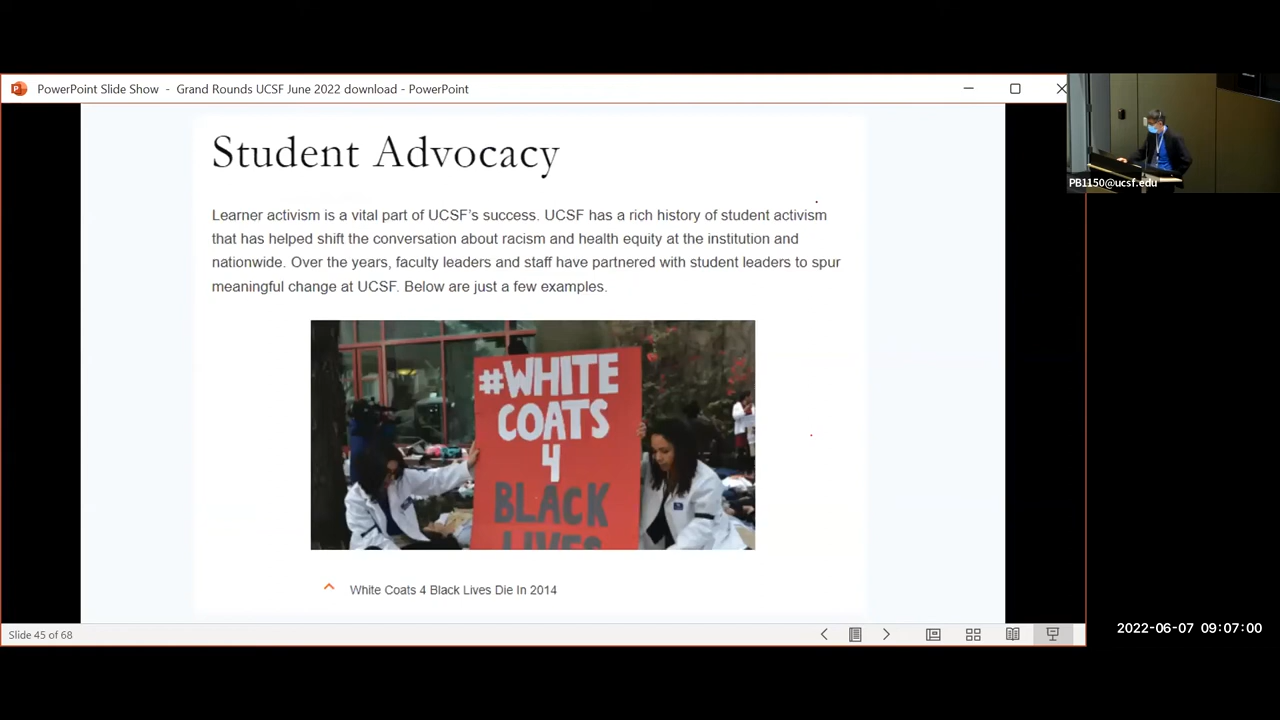 PowerPoint Slide Show - Grand Rounds UCSF June 2022 download - PowerPoint
PB1150@ucsf.edu
Student Advocacy
Learner activism is a vital part of UCSF's success. UCSF has a rich history of student activism
that has helped shift the conversation about racism and health equity at the institution and
nationwide. Over the years, faculty leaders and staff have partnered with student leaders to spur
meaningful change at UCSF. Below are just a few examples.
#WHITE
COATS
4
BLACK
LIVES
White Coats 4 Black Lives Die In 2014
Slide 45 of 68
2022-06-07 09:07:00